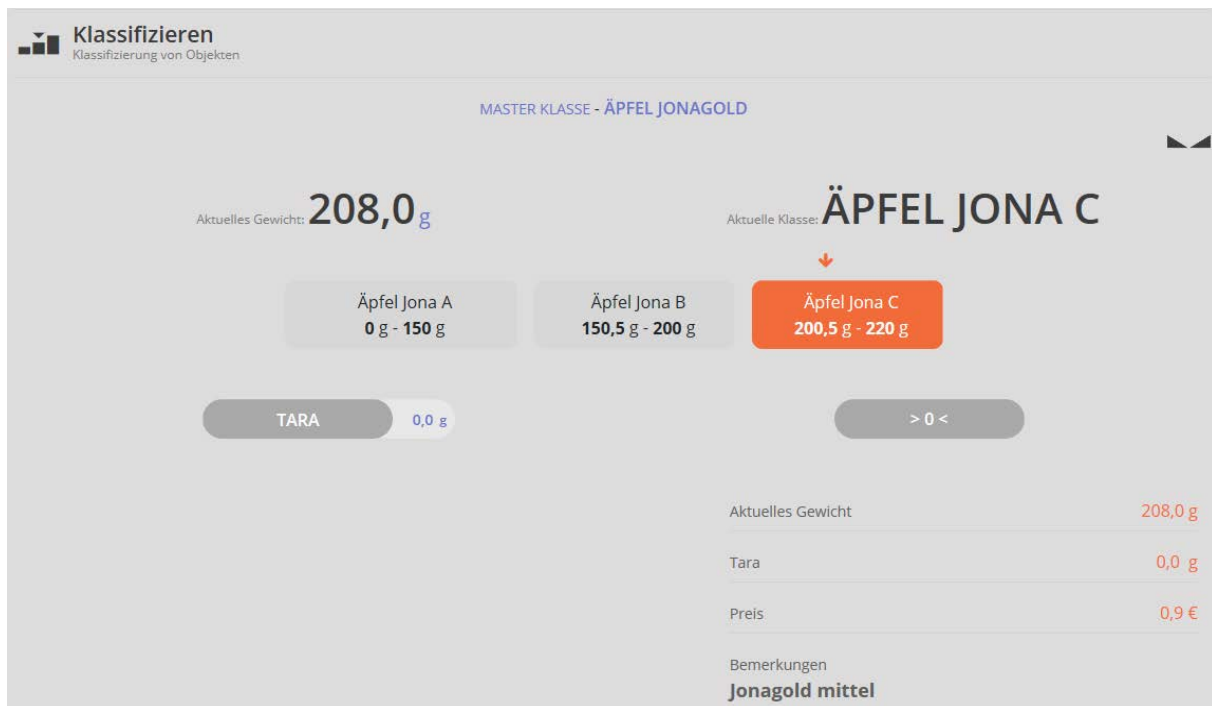 Klassifizieren
Klassifizierung von Objekten
MASTER KLASSE - ÄPFEL JONAGOLD
Aktuelles Gewicht: 208,0 g
Aktuelle Klasse: ÄPFEL JONA C
Äpfel Jona A
0 g - 150 g
Äpfel Jona B
150,5 g - 200 g
Äpfel Jona C
200,5 g - 220 g
TARA 0,0 g
> 0 <
Aktuelles Gewicht 208,0 g
Tara 0,0 g
Preis 0,9 €
Bemerkungen
Jonagold mittel